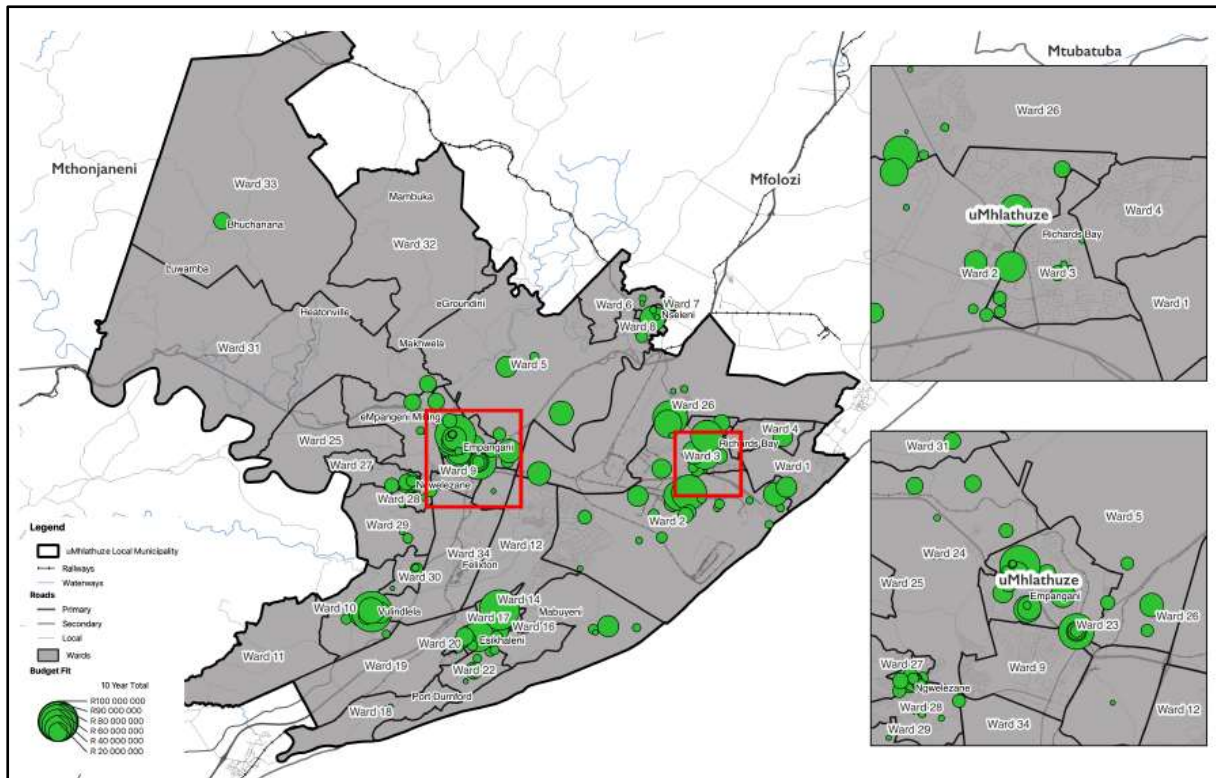 Mtubatuba
Mthonjaneni
Mfolozi
Ward 33
Bhuchanana
Mambuka
Ward 32
Luwamba
eGroundini
Heatonville
Ward 31
Makhwela
Ward 6
Ward 7
Nseleni
Ward 8
Ward 5
eMpangeni Milling
Ward 26
Ward 4
Richards Bay
Ward 3
Ward 1
Ward 25
Empangani
Ward 27
Ward 9
Ngwelezane
Ward 28
Ward 2
Ward 29
Ward 34
Felixton
Ward 12
Ward 30
Ward 10
Vulindlela
Ward 14
Mabuyeni
Ward 17
Ward 16
Ward 20
Esikhaleni
Ward 11
Ward 19
Ward 22
Port Durnford
Ward 18
Legend
uMhlathuze Local Municipality
Railways
Waterways
Roads
Primary
Secondary
Local
Wards
Budget Fit
10 Year Total
R100 000 000
R90 000 000
R 80 000 000
R 60 000 000
R 40 000 000
R 20 000 000
Ward 26
uMhlathuze
Ward 4
Richards Bay
Ward 2
Ward 3
Ward 1
Ward 31
Ward 5
Ward 24
uMhlathuze
Ward 25
Empangani
Ward 26
Ward 23
Ward 9
Ward 27
Ngwelezane
Ward 28
Ward 12
Ward 34
Ward 29